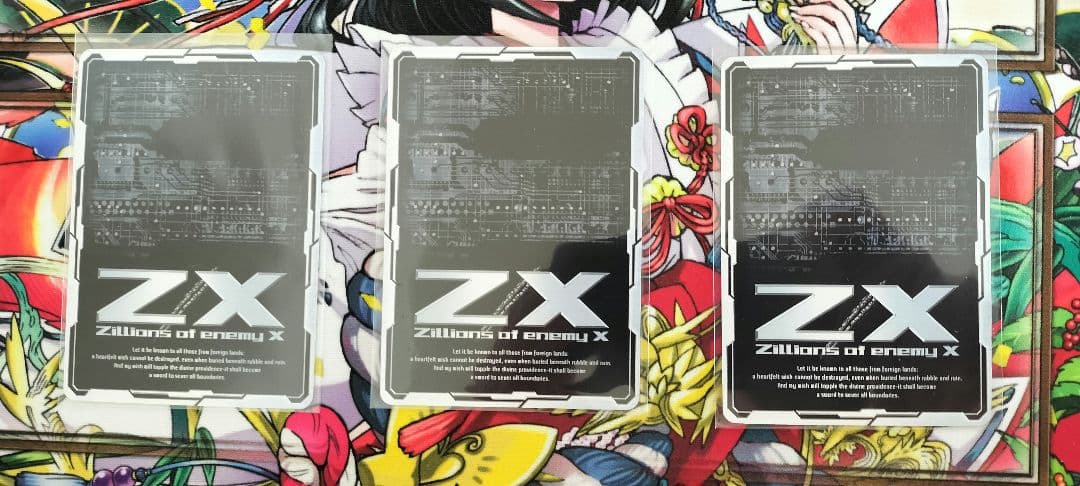 ZX
Zillions of enemy X
Let it be known to all those from foreign lands:
a heartfelt wish cannot be destroyed, even when buried beneath rubble and ruin.
And my wish will topple the divine providence-it shall become
a sword to sever all boundaries.
ZX
Zillions of enemy X
Let it be known to all those from foreign lands:
a heartfelt wish cannot be destroyed, even when buried beneath rubble and ruin.
And my wish will topple the divine providence-it shall become
a sword to sever all boundaries.
ZX
Zillions of enemy X
Let it be known to all those from foreign lands:
a heartfelt wish cannot be destroyed, even when buried beneath rubble and ruin.
And my wish will topple the divine providence-it shall become
a sword to sever all boundaries.